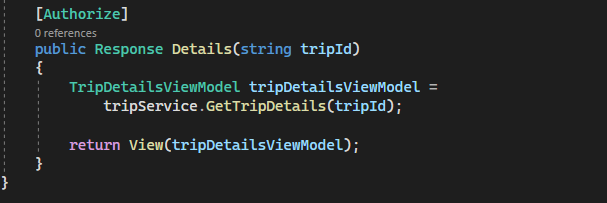 [Authorize]
0 references
public Response Details(string tripId)
{
TripDetailsViewModel tripDetailsViewModel =
tripService.GetTripDetails(tripId);
return View(tripDetailsViewModel);
}
}